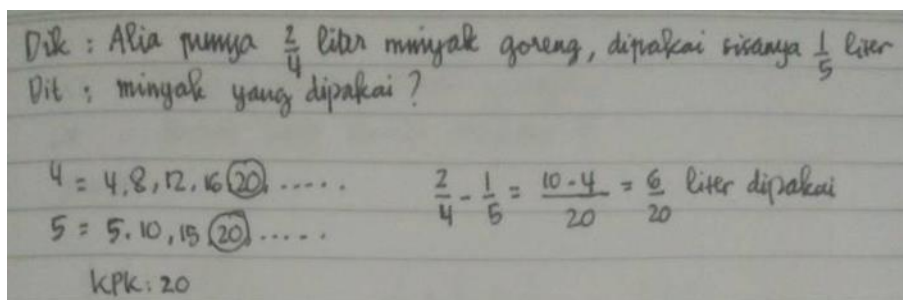 Dik : Alia punya 2/4 liter minyak goreng, dipakai sisanya 1/5 liter
Dit : minyak yang dipakai ?
4 = 4, 8, 12, 16 20 .....
5 = 5, 10, 15 20 .....
KPK : 20
2/4 - 1/5 = 10 - 4/20 = 6/20 liter dipakai